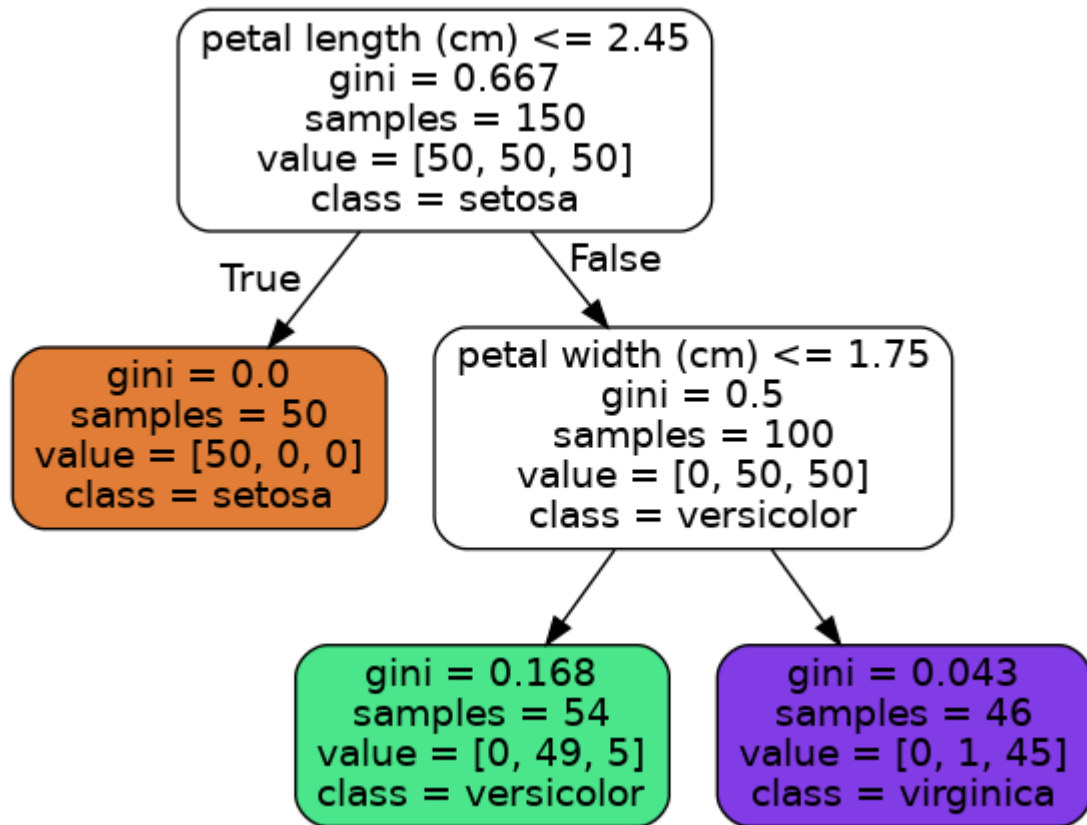 petal length (cm) <= 2.45
gini = 0.667
samples = 150
value = [50, 50, 50]
class = setosa
True
False
gini = 0.0
samples = 50
value = [50, 0, 0]
class = setosa
petal width (cm) <= 1.75
gini = 0.5
samples = 100
value = [0, 50, 50]
class = versicolor
gini = 0.168
samples = 54
value = [0, 49, 5]
class = versicolor
gini = 0.043
samples = 46
value = [0, 1, 45]
class = virginica